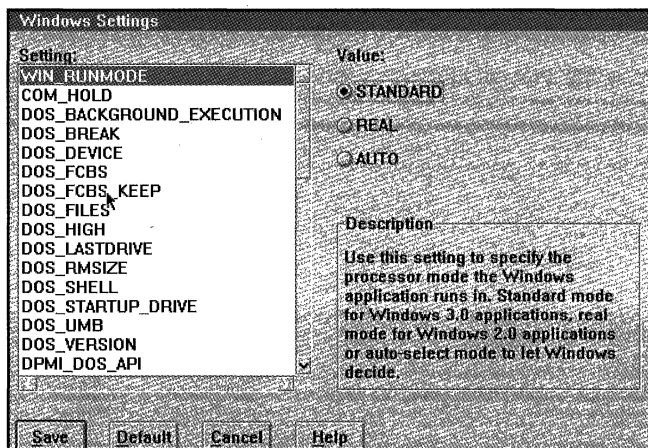 Windows Settings
Setting:
WIN_RUNMODE
COM_HOLD
DOS_BACKGROUND_EXECUTION
DOS_BREAK
DOS_DEVICE
DOS_FCBS
DOS_FCBS_KEEP
DOS_FILES
DOS_HIGH
DOS_LASTDRIVE
DOS_RMSIZE
DOS_SHELL
DOS_STARTUP_DRIVE
DOS_UMB
DOS_VERSION
DPMI_DOS_API
Value:
STANDARD
REAL
AUTO
Description
Use this setting to specify the
processor mode the Windows
application runs in. Standard mode
for Windows 3.0 applications, real
mode for Windows 2.0 applications
or auto-select mode to let Windows
decide.
Save Default Cancel Help